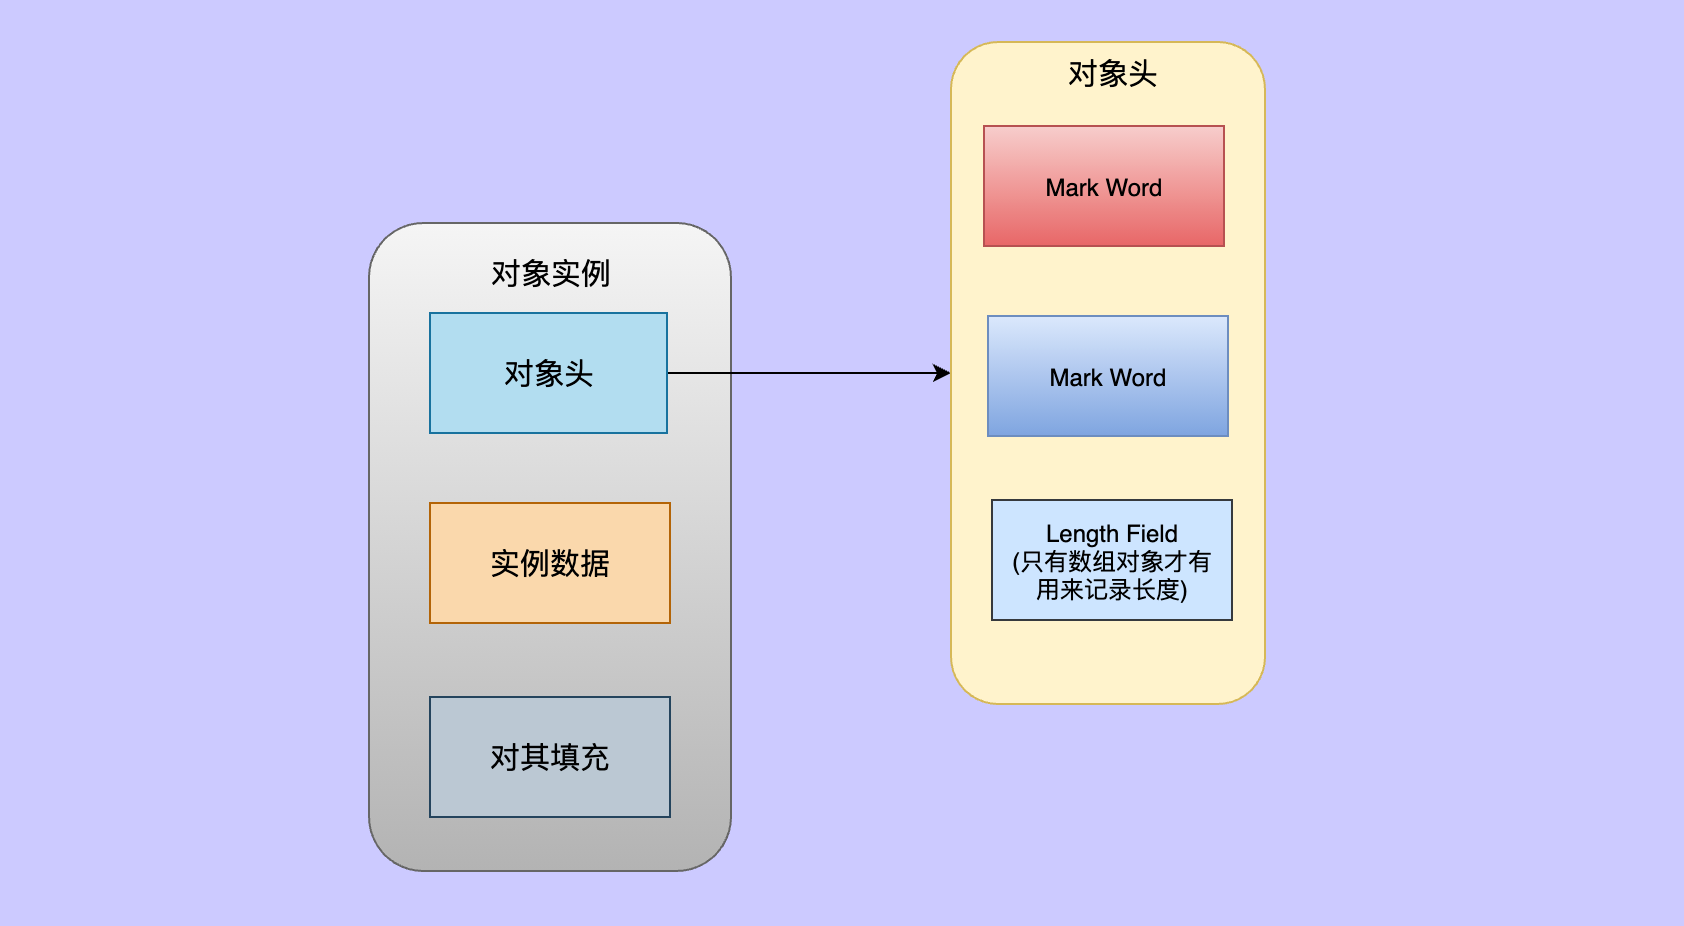 对象实例
对象头
实例数据
对其填充
对象头
Mark Word
Mark Word
Length Field
(只有数组对象才有
用来记录长度)